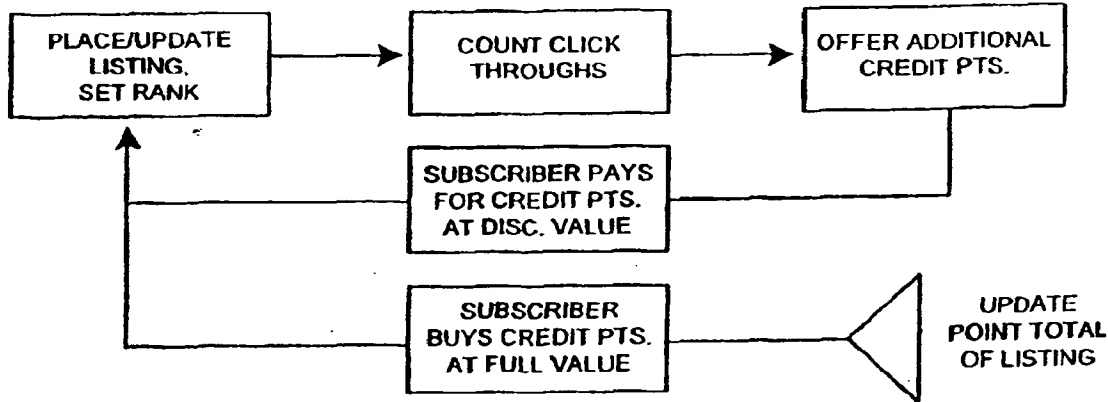 PLACE/UPDATE
LISTING,
SET RANK
COUNT CLICK
THROUGHS
OFFER ADDITIONAL
CREDIT PTS.
SUBSCRIBER PAYS
FOR CREDIT PTS.
AT DISC. VALUE
SUBSCRIBER
BUYS CREDIT PTS.
AT FULL VALUE
UPDATE
POINT TOTAL
OF LISTING